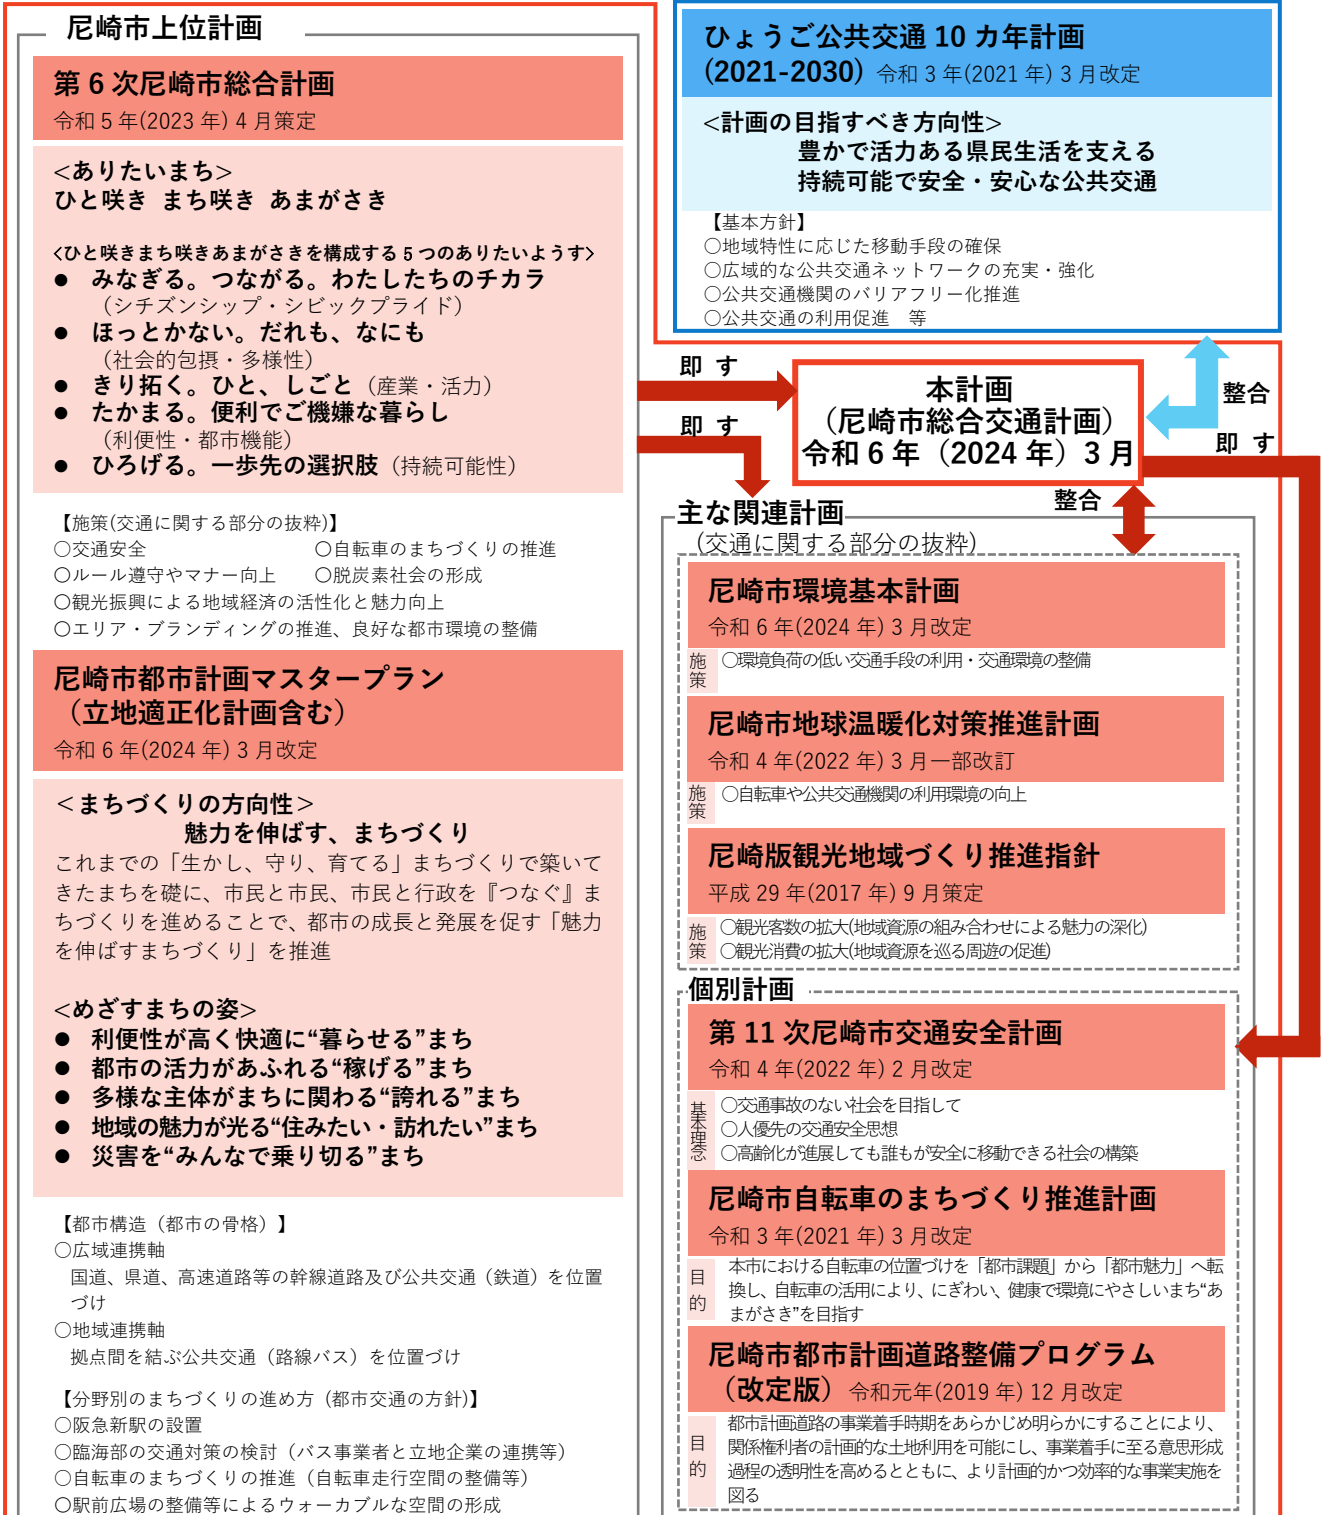 尼崎市上位計画
第 6 次尼崎市総合計画
令和 5 年(2023 年) 4 月策定
<ありたいまち>
ひと咲き まち咲き あまがさき
<ひと咲きまち咲きあまがさきを構成する 5 つのありたいようす>
● みなぎる。つながる。わたしたちのチカラ
（シチズンシップ・シビックプライド）
● ほっとかない。だれも、なにも
（社会的包摂・多様性）
● きり拓く。ひと、しごと（産業・活力）
● たかまる。便利でご機嫌な暮らし
（利便性・都市機能）
● ひろげる。一歩先の選択肢（持続可能性）
【施策(交通に関する部分の抜粋)】
○交通安全 ○自転車のまちづくりの推進
○ルール遵守やマナー向上 ○脱炭素社会の形成
○観光振興による地域経済の活性化と魅力向上
○エリア・ブランディングの推進、良好な都市環境の整備
尼崎市都市計画マスタープラン
（立地適正化計画含む）
令和 6 年(2024 年) 3 月改定
＜まちづくりの方向性＞
魅力を伸ばす、まちづくり
これまでの「生かし、守り、育てる」まちづくりで築いて
きたまちを礎に、市民と市民、市民と行政を『つなぐ』ま
ちづくりを進めることで、都市の成長と発展を促す「魅力
を伸ばすまちづくり」を推進
<めざすまちの姿>
● 利便性が高く快適に“暮らせる”まち
● 都市の活力があふれる“稼げる”まち
● 多様な主体がまちに関わる“誇れる”まち
● 地域の魅力が光る“住みたい・訪れたい”まち
● 災害を“みんなで乗り切る”まち
【都市構造（都市の骨格）】
○広域連携軸
国道、県道、高速道路等の幹線道路及び公共交通（鉄道）を位置
づけ
○地域連携軸
拠点間を結ぶ公共交通（路線バス）を位置づけ
【分野別のまちづくりの進め方（都市交通の方針)】
○阪急新駅の設置
○臨海部の交通対策の検討（バス事業者と立地企業の連携等）
○自転車のまちづくりの推進（自転車走行空間の整備等）
○駅前広場の整備等によるウォーカブルな空間の形成
ひょうご公共交通 10 カ年計画
(2021-2030) 令和 3 年(2021 年) 3 月改定
<計画の目指すべき方向性>
豊かで活力ある県民生活を支える
持続可能で安全・安心な公共交通
【基本方針】
○地域特性に応じた移動手段の確保
○広域的な公共交通ネットワークの充実・強化
○公共交通機関のバリアフリー化推進
○公共交通の利用促進 等
即 す
即 す
本計画
（尼崎市総合交通計画）
令和 6 年（2024 年）3 月
整合
即 す
整合
主な関連計画
(交通に関する部分の抜粋)
尼崎市環境基本計画
令和 6 年(2024 年) 3 月改定
施策
○環境負荷の低い交通手段の利用・交通環境の整備
尼崎市地球温暖化対策推進計画
令和 4 年(2022 年) 3 月一部改訂
施策
○自転車や公共交通機関の利用環境の向上
尼崎版観光地域づくり推進指針
平成 29 年(2017 年) 9 月策定
施策
○観光客数の拡大(地域資源の組み合わせによる魅力の深化)
○観光消費の拡大(地域資源を巡る周遊の促進)
個別計画
第 11 次尼崎市交通安全計画
令和 4 年(2022 年) 2 月改定
基本理念
○交通事故のない社会を目指して
○人優先の交通安全思想
○高齢化が進展しても誰もが安全に移動できる社会の構築
尼崎市自転車のまちづくり推進計画
令和 3 年(2021 年) 3 月改定
目的
本市における自転車の位置づけを「都市課題」から「都市魅力」へ転
換し、自転車の活用により、にぎわい、健康で環境にやさしいまち“あ
まがさき”を目指す
尼崎市都市計画道路整備プログラム
（改定版）令和元年(2019 年) 12 月改定
目的
都市計画道路の事業着手時期をあらかじめ明らかにすることにより、
関係権利者の計画的な土地利用を可能にし、事業着手に至る意思形成
過程の透明性を高めるとともに、より計画的かつ効率的な事業実施を
図る